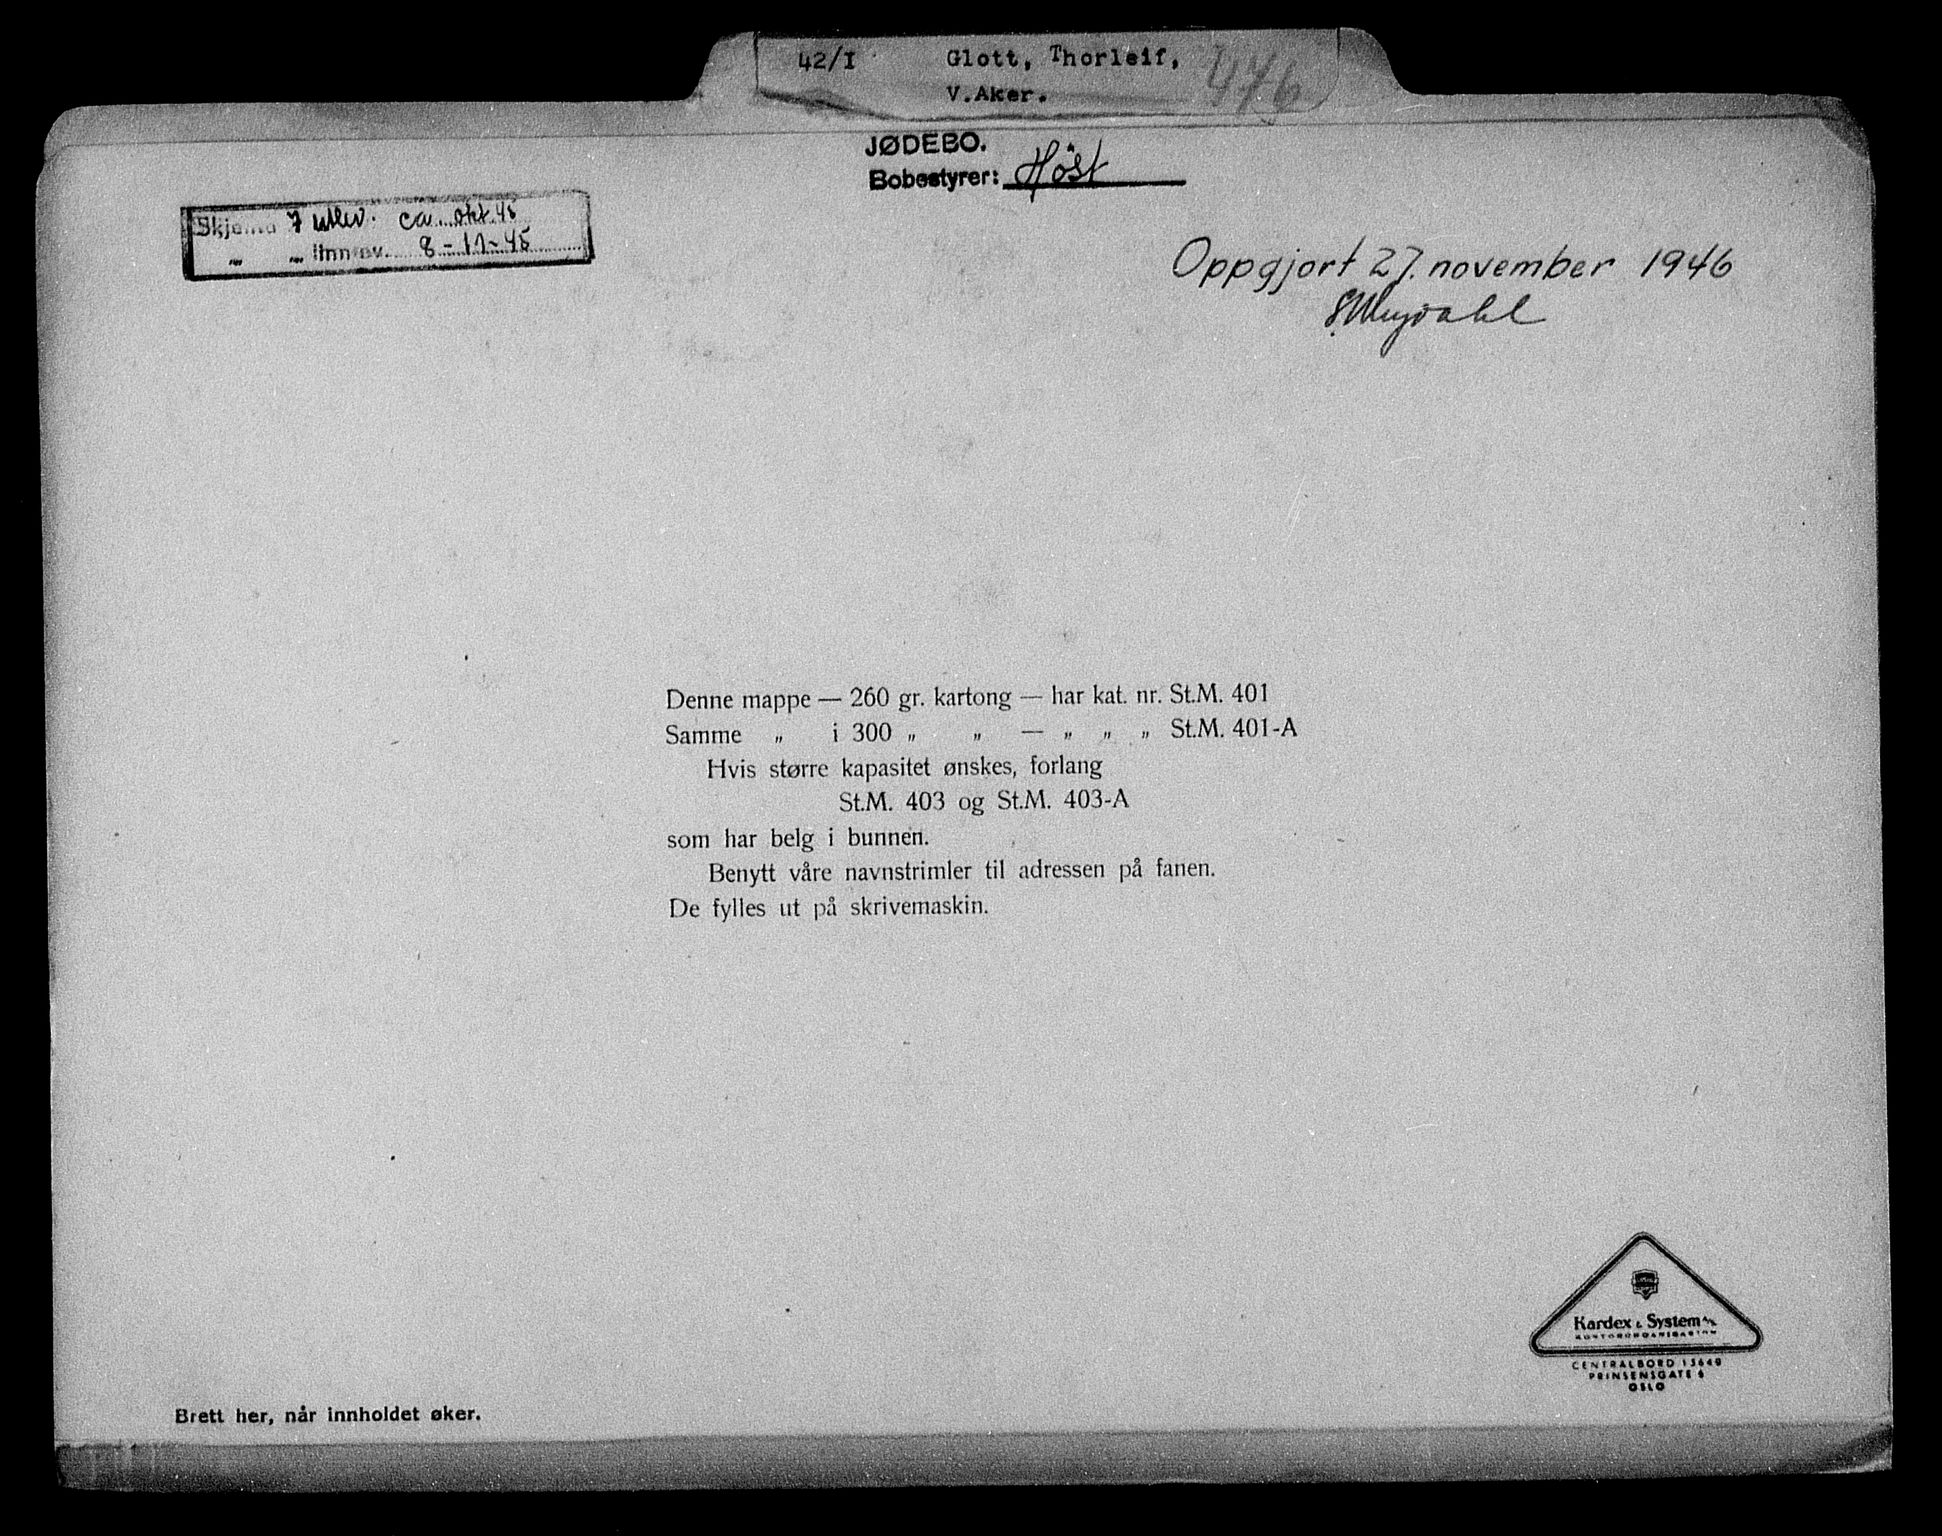 42/I Glott, Thorleif, 476
V.Aker.
JØDEBO.
Bobestyrer: Höst
Skjema 7 utlev. ca. okt. 45
" " innlev. 8-11-45
Oppgjort 27. november 1946
Denne mappe — 260 gr. kartong — har kat. nr. St.M. 401
Samme " i 300 " " — " " " St.M. 401-A
Hvis større kapasitet ønskes, forlang
St.M. 403 og St.M. 403-A
som har belg i bunnen.
Benytt våre navnstrimler til adressen på fanen.
De fylles ut på skrivemaskin.
Kardex & System A/S
KONTORORGANISASJON
CENTRALBORD 13640
PRINSENSGATE 6
OSLO
Brett her, når innholdet øker.